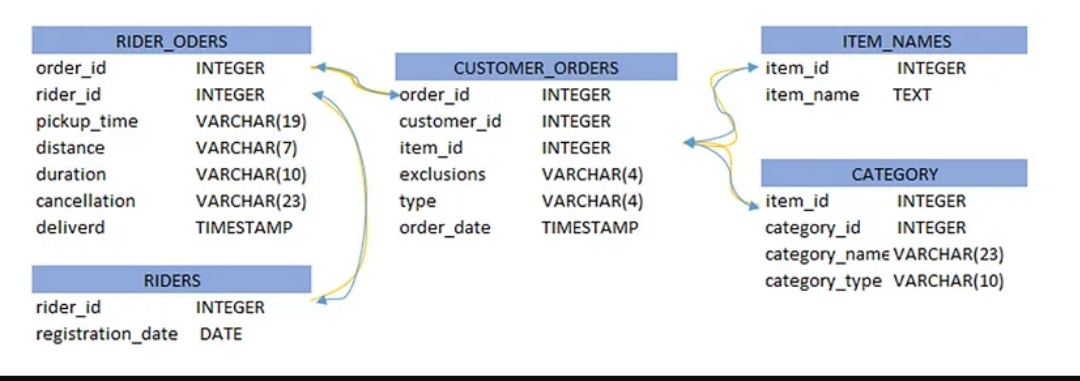 RIDER_ODERS
order_id INTEGER
rider_id INTEGER
pickup_time VARCHAR(19)
distance VARCHAR(7)
duration VARCHAR(10)
cancellation VARCHAR(23)
deliverd TIMESTAMP
RIDERS
rider_id INTEGER
registration_date DATE
CUSTOMER_ORDERS
order_id INTEGER
customer_id INTEGER
item_id INTEGER
exclusions VARCHAR(4)
type VARCHAR(4)
order_date TIMESTAMP
ITEM_NAMES
item_id INTEGER
item_name TEXT
CATEGORY
item_id INTEGER
category_id INTEGER
category_name VARCHAR(23)
category_type VARCHAR(10)